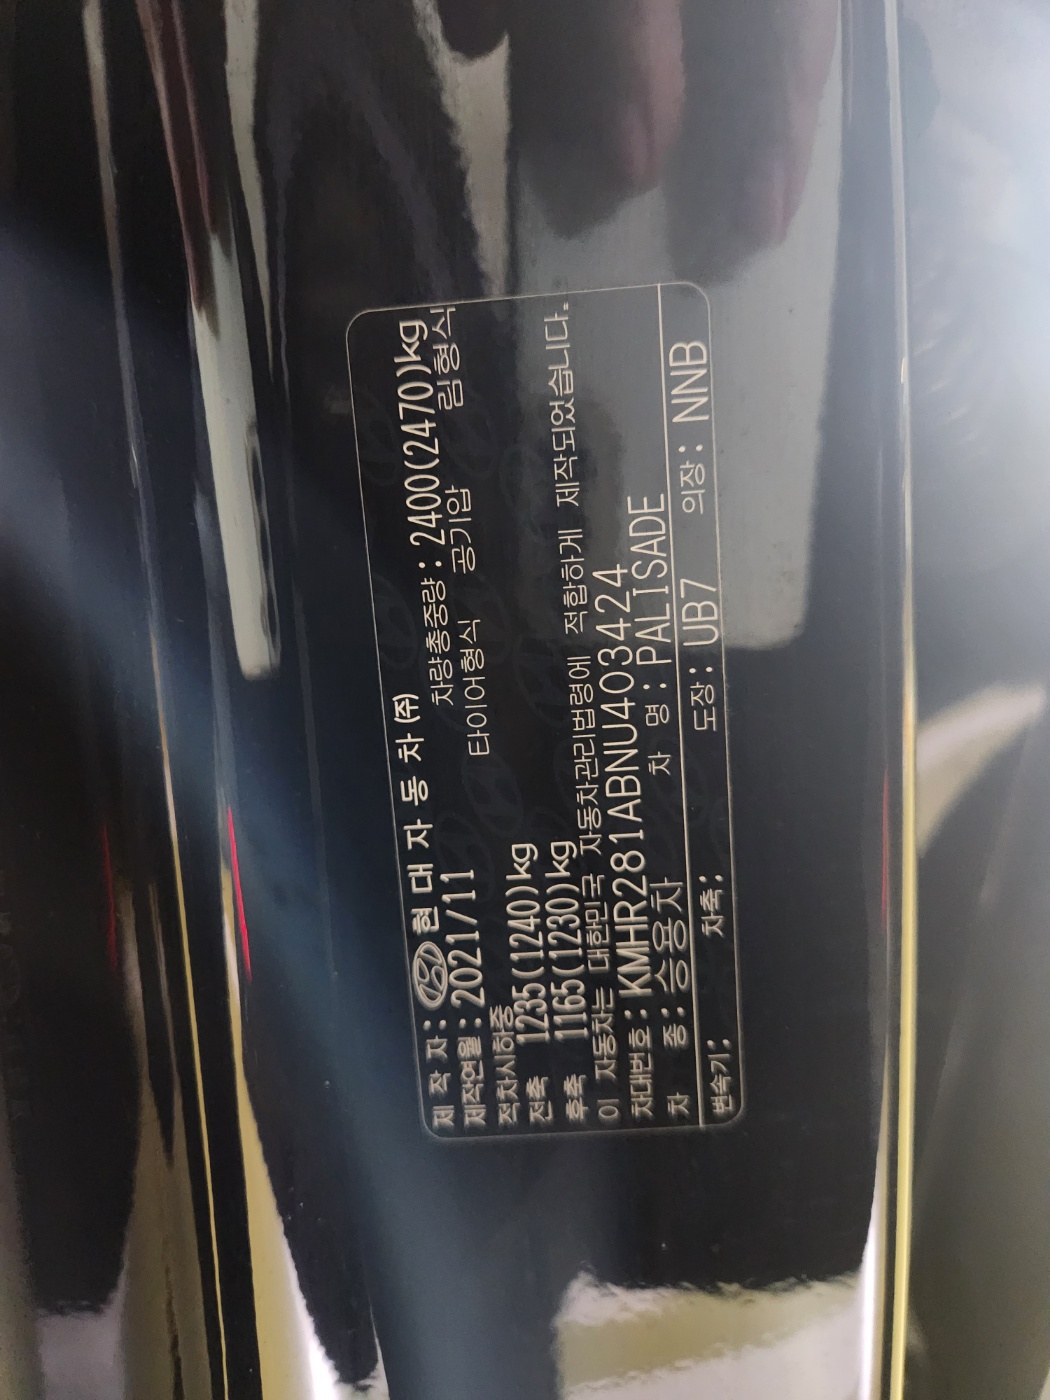 제 작 자: 현 대 자 동 차 (주)
제작연월: 2021/11 차량총중량: 2400(2470)kg
적차시하중 타이어형식 공기압 림형식
전축 1235(1240)kg
후축 1165(1230)kg
이 자동차는 대한민국 자동차관리법령에 적합하게 제작되었습니다.
차대번호: KMHR281ABNU403424
차 종: 승용차 차 명: PALISADE
변속기: 차축: 도장: UB7 의장: NNB